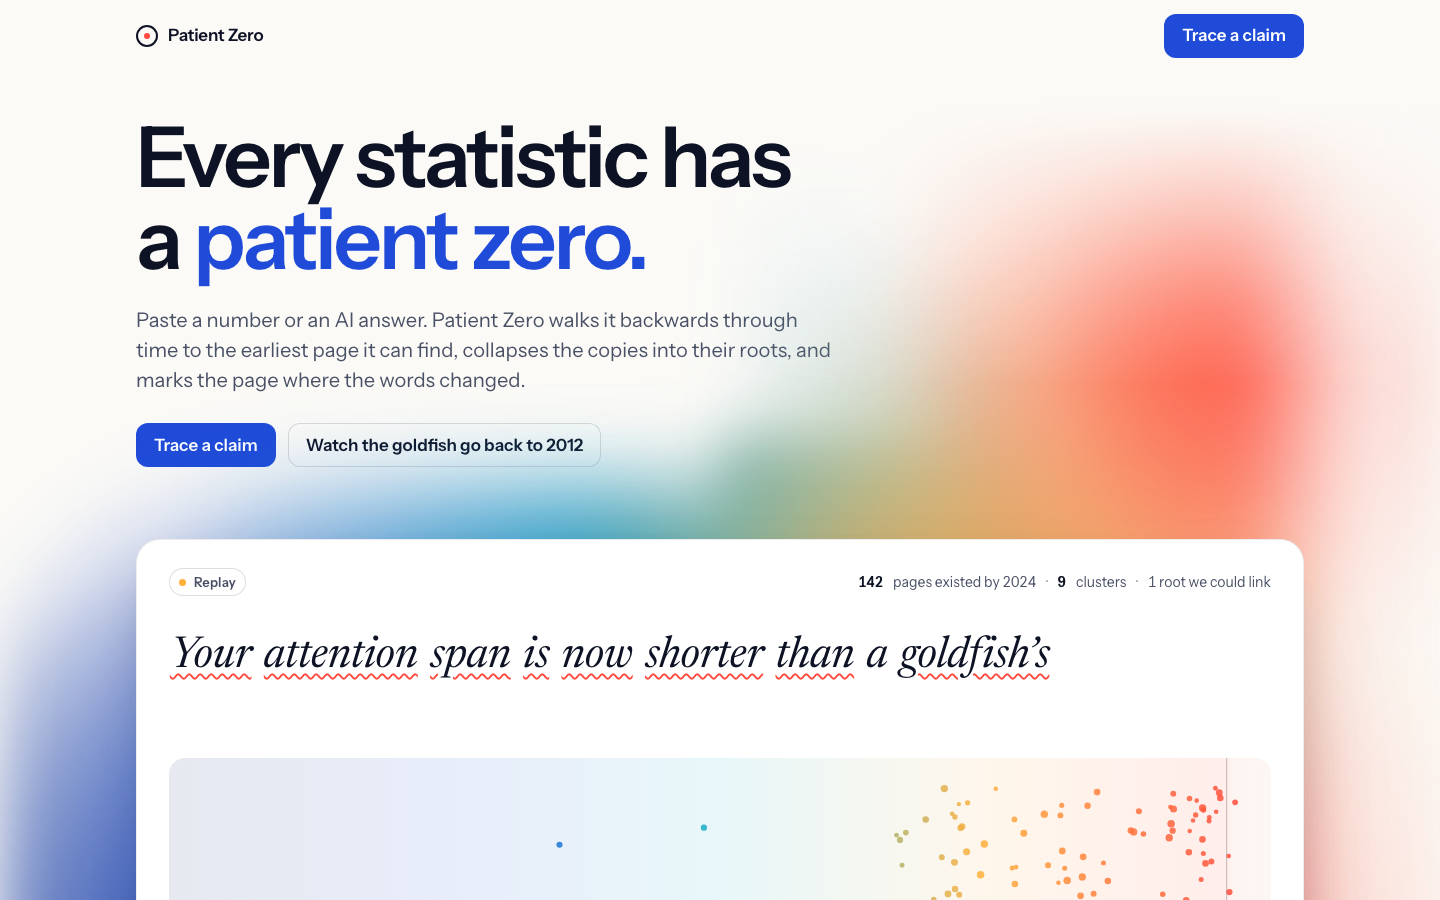 Patient Zero
Trace a claim
Every statistic has
a patient zero.
Paste a number or an AI answer. Patient Zero walks it backwards through
time to the earliest page it can find, collapses the copies into their roots, and
marks the page where the words changed.
Trace a claim
Watch the goldfish go back to 2012
Replay
142 pages existed by 2024 · 9 clusters · 1 root we could link
Your attention span is now shorter than a goldfish’s